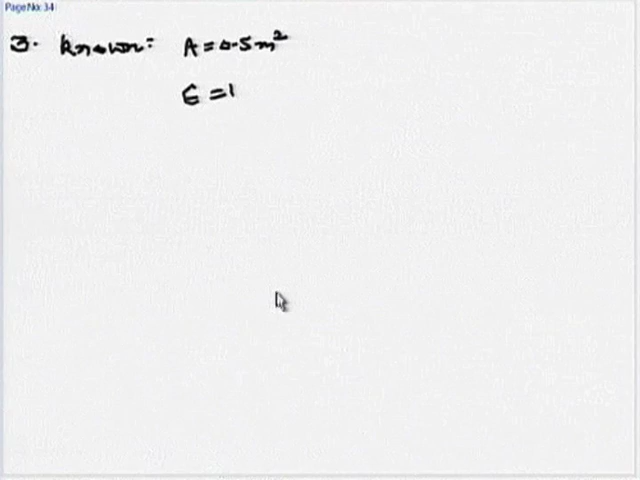 Page No: 34
3. known: A = 0.5 m²
ε = 1